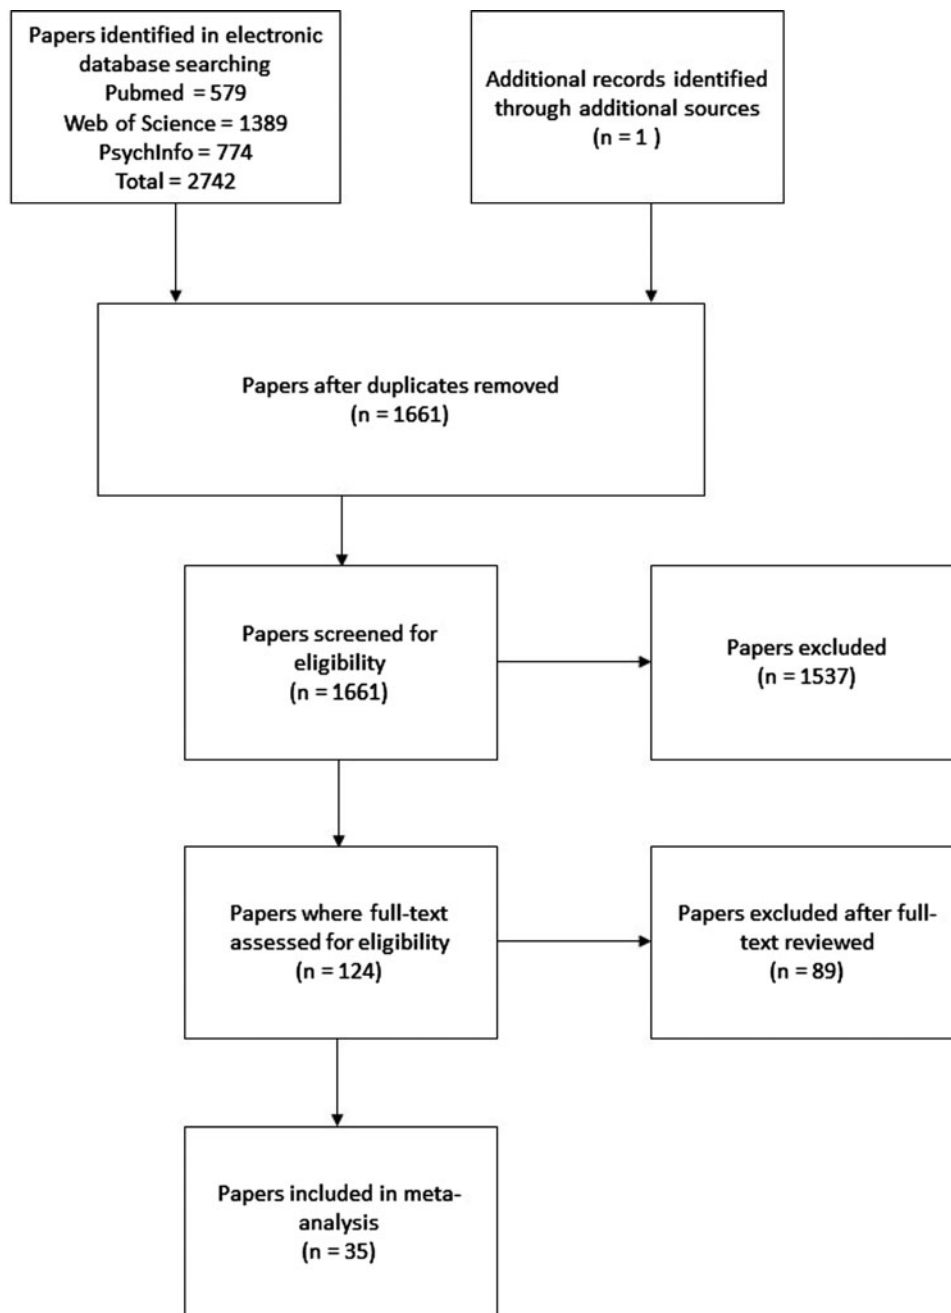 Papers identified in electronic
database searching
Pubmed = 579
Web of Science = 1389
PsychInfo = 774
Total = 2742
Additional records identified
through additional sources
(n = 1 )
Papers after duplicates removed
(n = 1661)
Papers screened for
eligibility
(n = 1661)
Papers excluded
(n = 1537)
Papers where full-text
assessed for eligibility
(n = 124)
Papers excluded after full-
text reviewed
(n = 89)
Papers included in meta-
analysis
(n = 35)